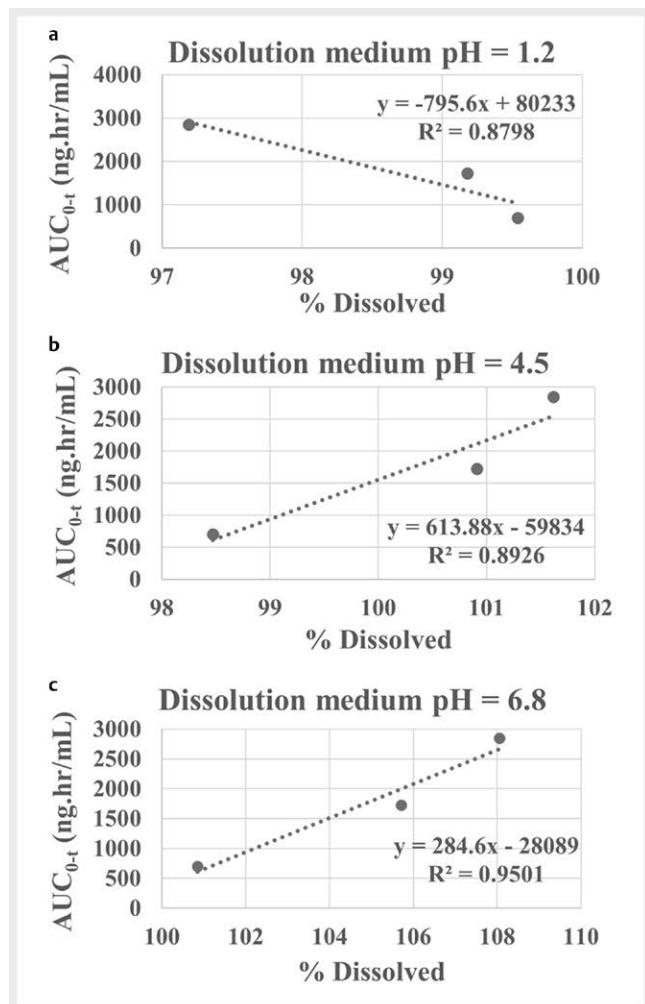 a
Dissolution medium pH = 1.2
AUC0-t (ng.hr/mL)
4000
3000
2000
1000
0
y = -795.6x + 80233
R² = 0.8798
97 98 99 100
% Dissolved
b
Dissolution medium pH = 4.5
AUC0-t (ng.hr/mL)
3000
2500
2000
1500
1000
500
0
y = 613.88x - 59834
R² = 0.8926
98 99 100 101 102
% Dissolved
c
Dissolution medium pH = 6.8
AUC0-t (ng.hr/mL)
3000
2500
2000
1500
1000
500
0
y = 284.6x - 28089
R² = 0.9501
100 102 104 106 108 110
% Dissolved